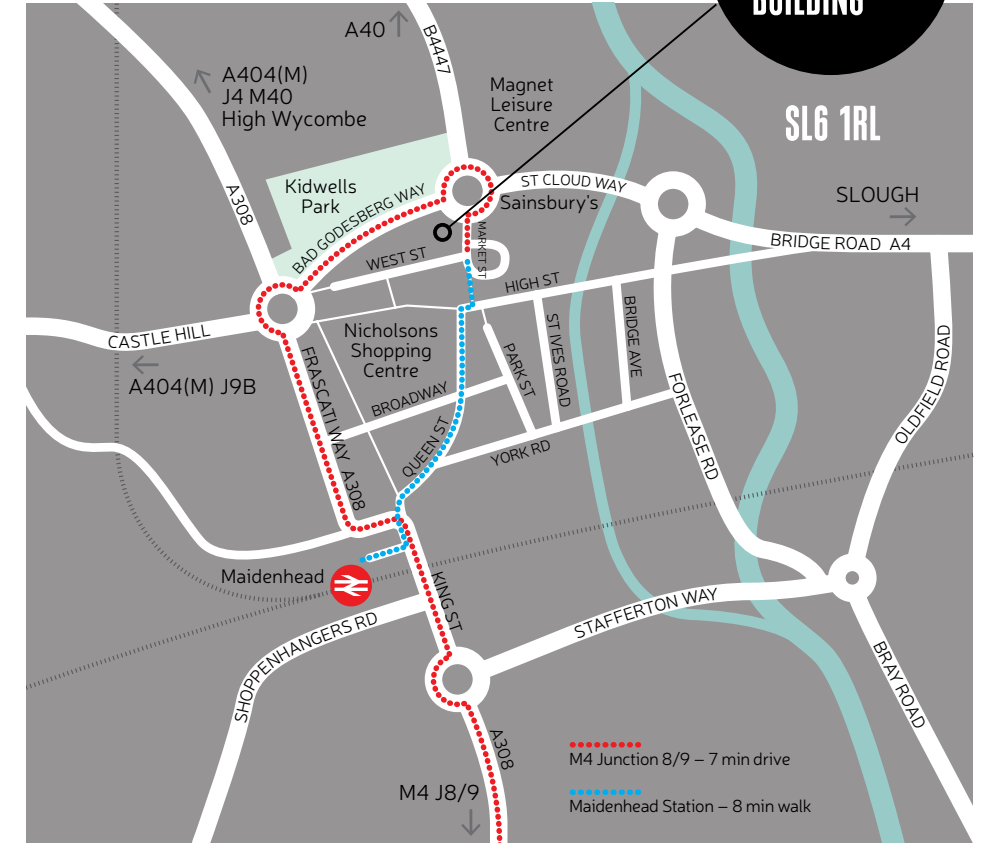 BUILDING
SL6 1RL
A40
B4447
A404(M)
J4 M40
High Wycombe
Magnet
Leisure
Centre
A308
Kidwells
Park
BAD GODESBERG WAY
ST CLOUD WAY
Sainsbury's
SLOUGH
BRIDGE ROAD A4
WEST ST
MARKET ST
HIGH ST
CASTLE HILL
A404(M) J9B
Nicholsons
Shopping
Centre
FRASCATI WAY A308
BROADWAY
PARK ST
ST IVES ROAD
BRIDGE AVE
QUEEN ST
YORK RD
FORLEASE RD
OLDFIELD ROAD
Maidenhead
KING ST
SHOPPENHANGERS RD
STAFFERTON WAY
BRAY ROAD
A308
M4 J8/9
M4 Junction 8/9 – 7 min drive
Maidenhead Station – 8 min walk